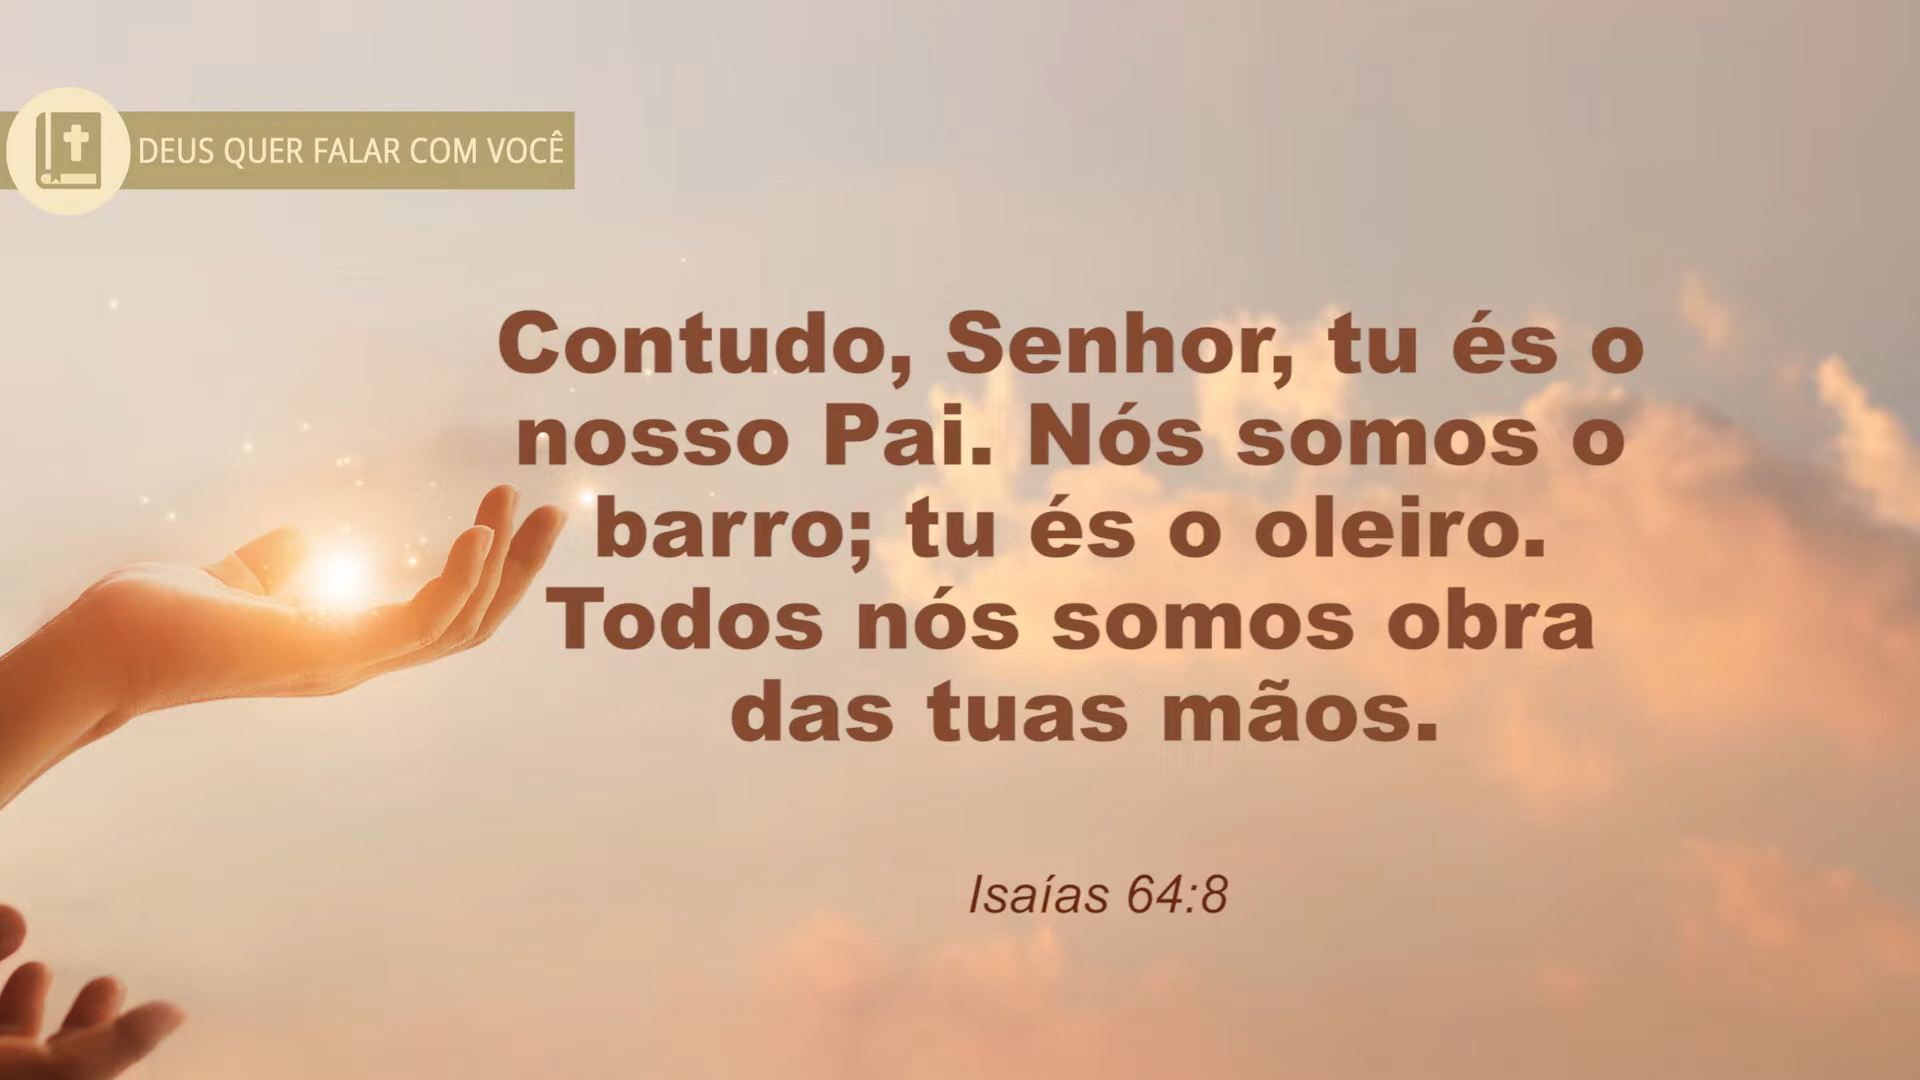 DEUS QUER FALAR COM VOCÊ
Contudo, Senhor, tu és o
nosso Pai. Nós somos o
barro; tu és o oleiro.
Todos nós somos obra
das tuas mãos.
Isaías 64:8